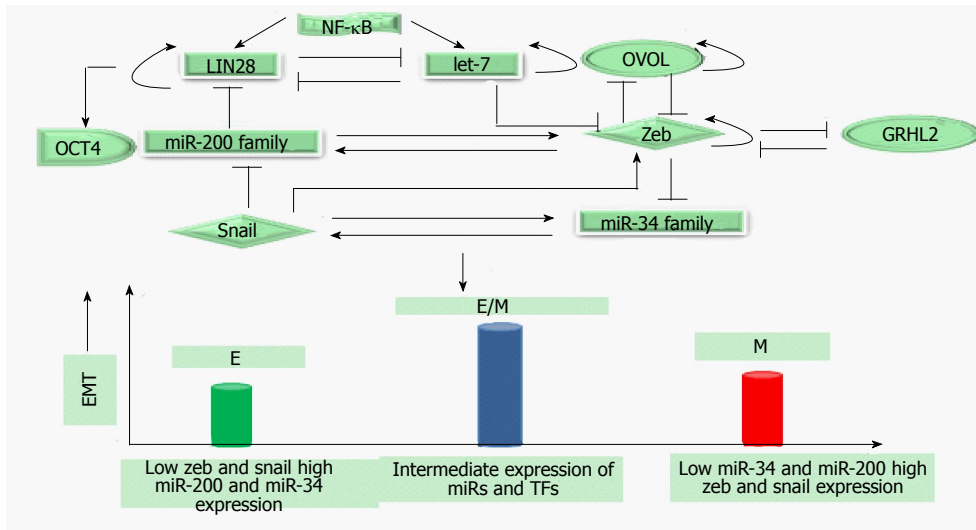 NF-κB
LIN28
let-7
OVOL
OCT4
miR-200 family
Zeb
GRHL2
Snail
miR-34 family
E/M
E
M
EMT
Low zeb and snail high
miR-200 and miR-34
expression
Intermediate expression of
miRs and TFs
Low miR-34 and miR-200 high
zeb and snail expression